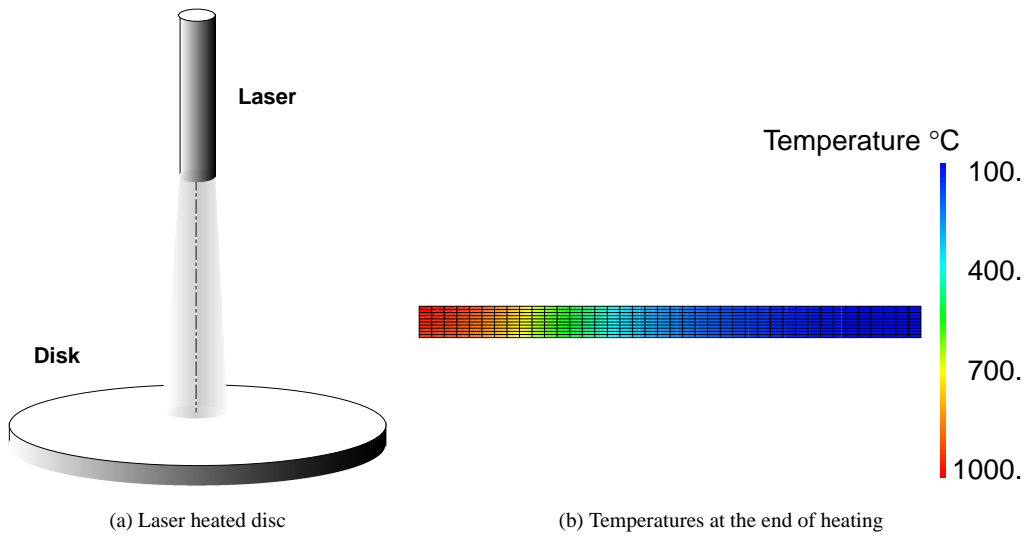 Laser
Disk
Temperature °C
100.
400.
700.
1000.
(a) Laser heated disc
(b) Temperatures at the end of heating